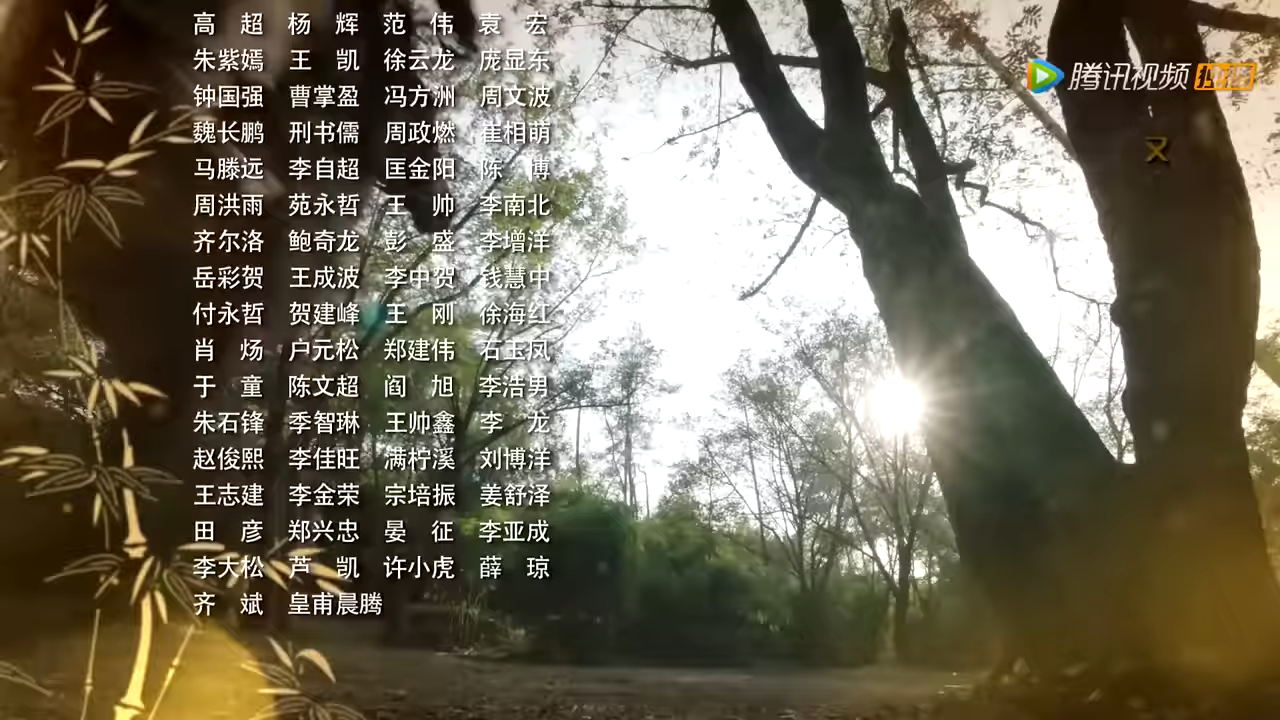 高 超 杨 辉 范 伟 袁 宏
朱紫嫣 王 凯 徐云龙 庞显东
钟国强 曹掌盈 冯方洲 周文波
魏长鹏 刑书儒 周政燃 崔相萌
马滕远 李自超 匡金阳 陈 博
周洪雨 苑永哲 王 帅 李南北
齐尔洛 鲍奇龙 彭 盛 李增洋
岳彩贺 王成波 李中贺 钱慧中
付永哲 贺建峰 王 刚 徐海红
肖 炀 户元松 郑建伟 石玉凤
于 童 陈文超 阎 旭 李浩男
朱石锋 季智琳 王帅鑫 李 龙
赵俊熙 李佳旺 满柠溪 刘博洋
王志建 李金荣 宗培振 姜舒泽
田 彦 郑兴忠 晏 征 李亚成
李大松 芦 凯 许小虎 薛 琼
齐 斌 皇甫晨腾
腾讯视频 独播
又